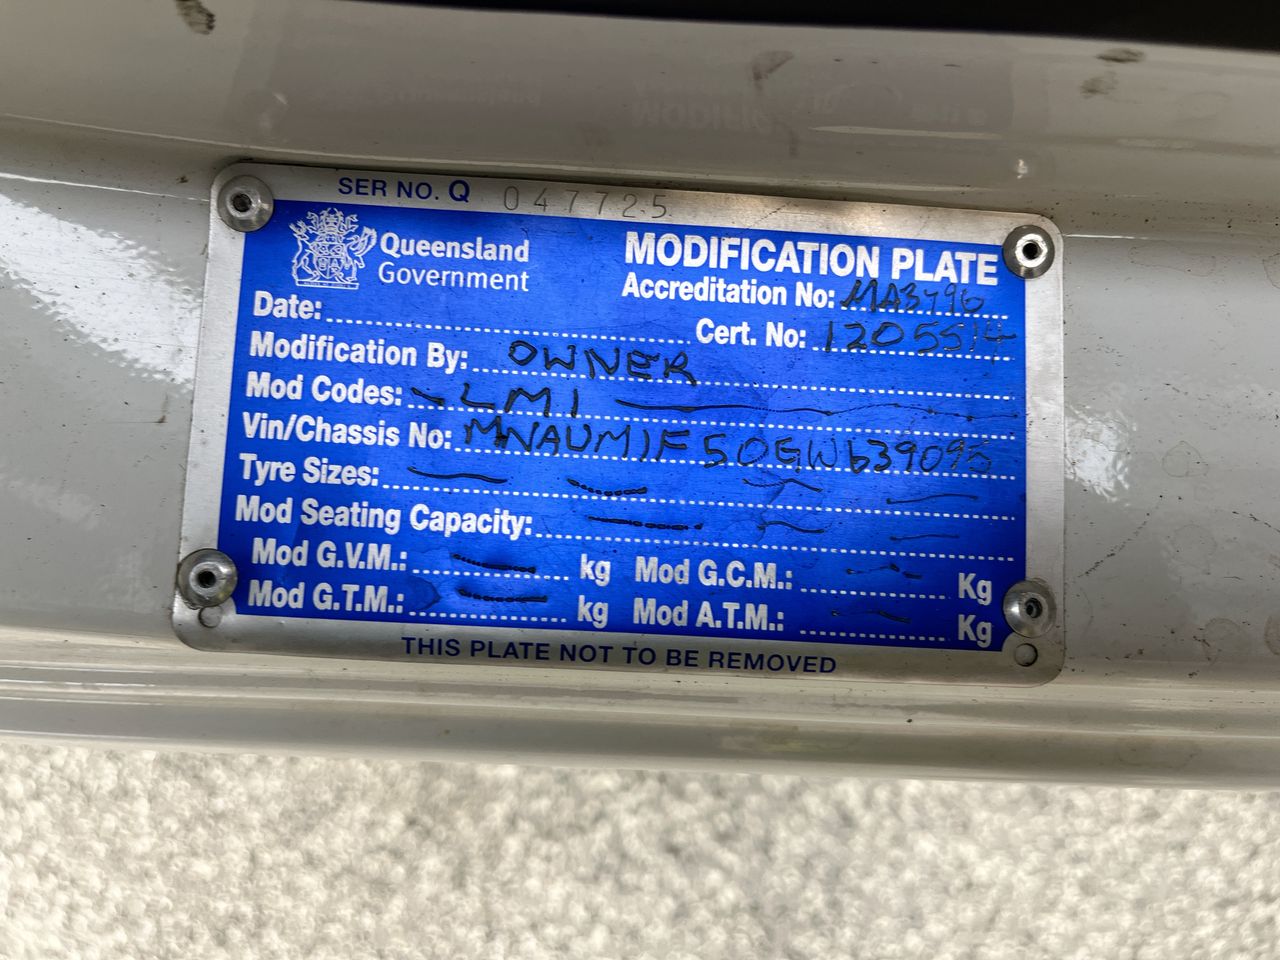 SER NO. Q 047725
Queensland
Government
MODIFICATION PLATE
Accreditation No: MA3796
Date:
Cert. No: 1205514
Modification By: OWNER
Mod Codes: - LM1
Vin/Chassis No: MNAUM1F50GW639095
Tyre Sizes:
Mod Seating Capacity:
Mod G.V.M.: kg Mod G.C.M.: Kg
Mod G.T.M.: kg Mod A.T.M.: Kg
THIS PLATE NOT TO BE REMOVED